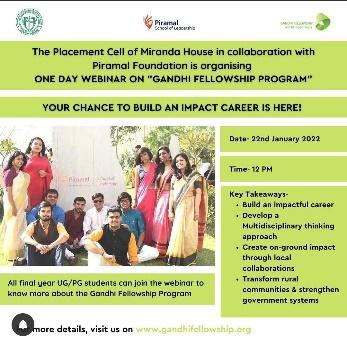 Piramal
School of Leadership
GANDHI FELLOWSHIP
The Placement Cell of Miranda House in collaboration with
Piramal Foundation is organising
ONE DAY WEBINAR ON "GANDHI FELLOWSHIP PROGRAM"
YOUR CHANCE TO BUILD AN IMPACT CAREER IS HERE!
Piramal
Date- 22nd January 2022
Time- 12 PM
Key Takeaways-
• Build an impactful career
• Develop a
Multidisciplinary thinking
approach
• Create on-ground impact
through local
collaborations
• Transform rural
communities & strengthen
government systems
All final year UG/PG students can join the webinar to
know more about the Gandhi Fellowship Program
more details, visit us on www.gandhifellowship.org